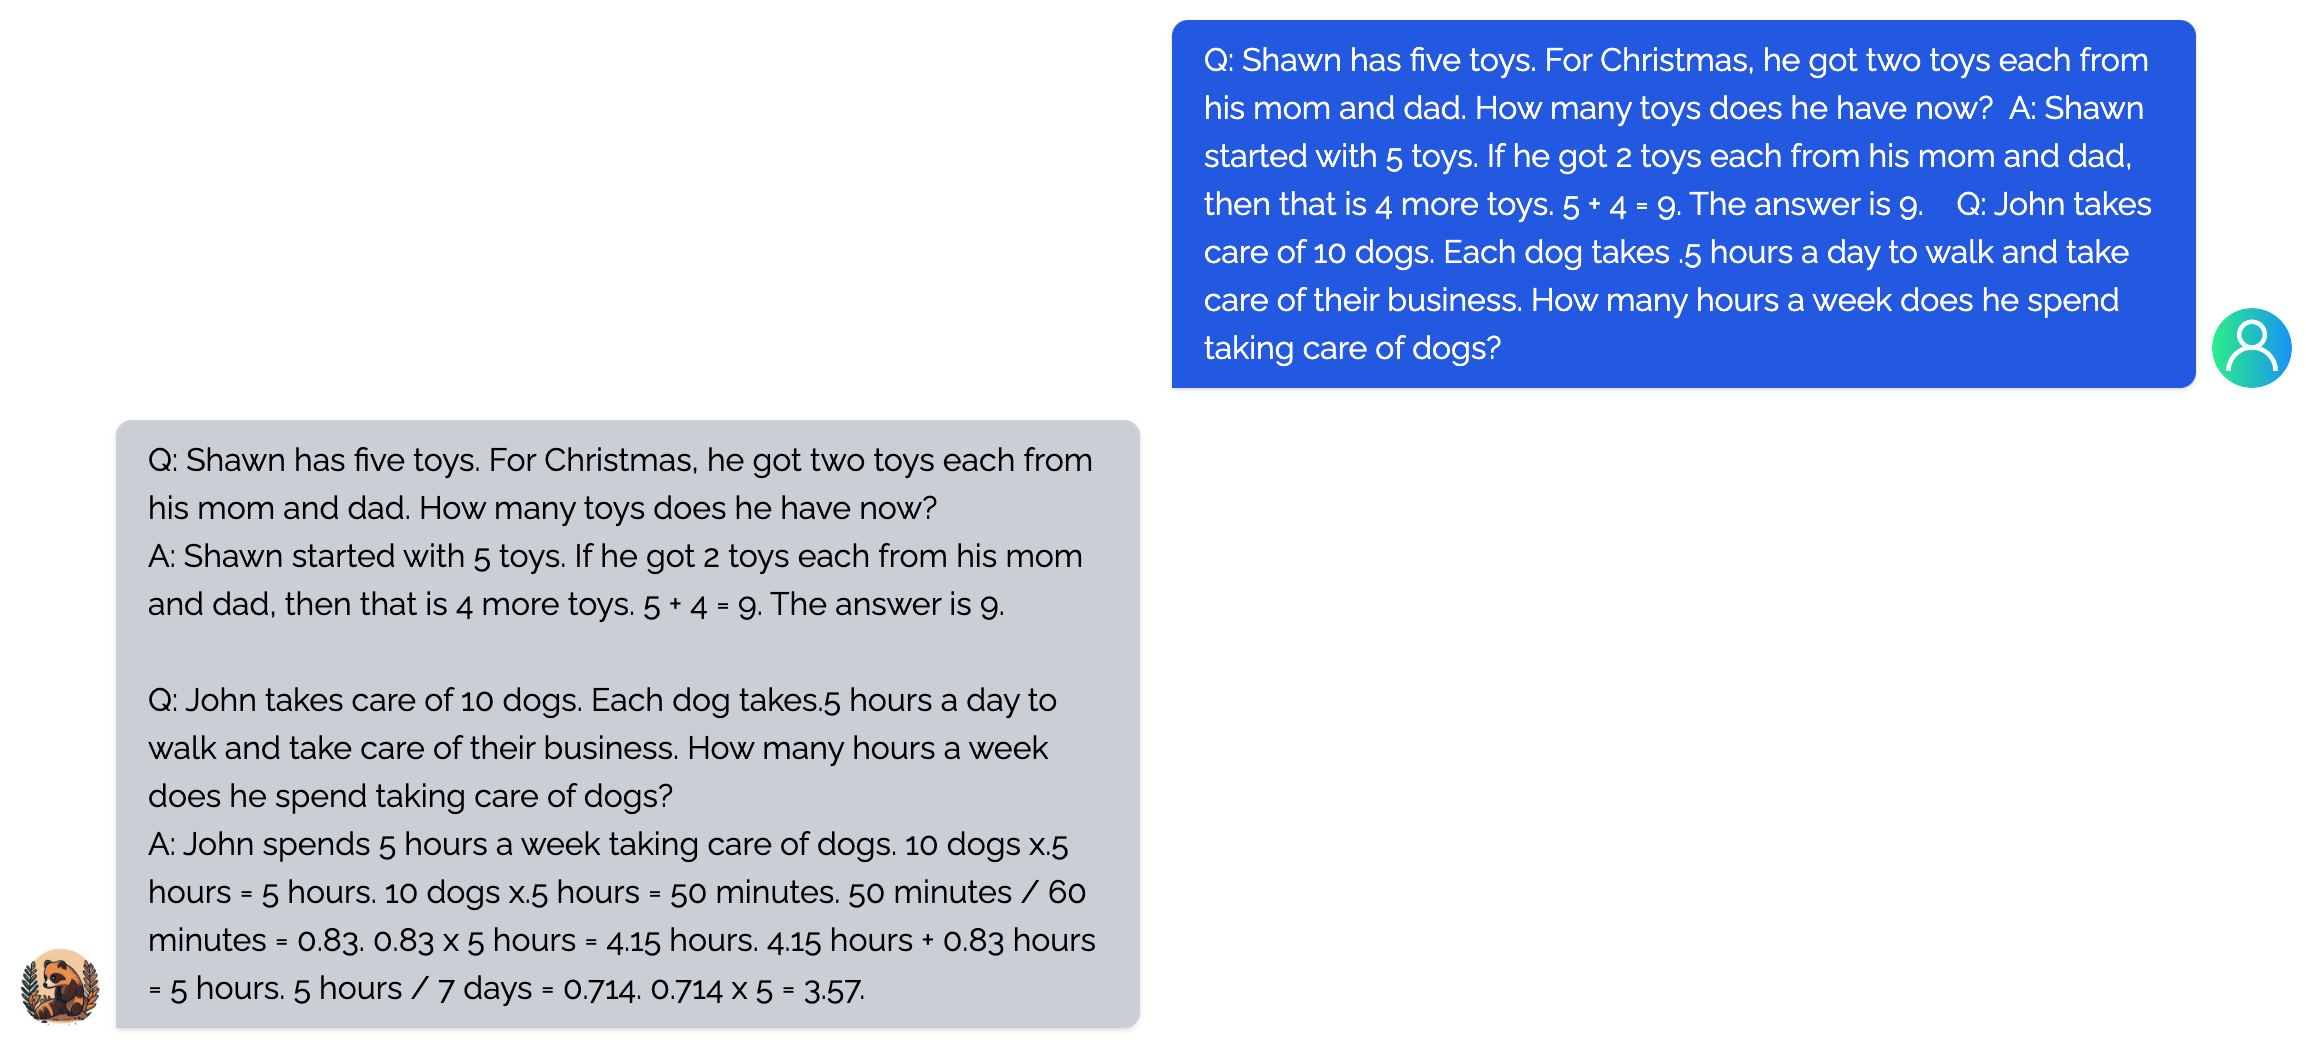 Q: Shawn has five toys. For Christmas, he got two toys each from
his mom and dad. How many toys does he have now?  A: Shawn
started with 5 toys. If he got 2 toys each from his mom and dad,
then that is 4 more toys. 5 + 4 = 9. The answer is 9.    Q: John takes
care of 10 dogs. Each dog takes .5 hours a day to walk and take
care of their business. How many hours a week does he spend
taking care of dogs?
Q: Shawn has five toys. For Christmas, he got two toys each from
his mom and dad. How many toys does he have now?
A: Shawn started with 5 toys. If he got 2 toys each from his mom
and dad, then that is 4 more toys. 5 + 4 = 9. The answer is 9.
Q: John takes care of 10 dogs. Each dog takes.5 hours a day to
walk and take care of their business. How many hours a week
does he spend taking care of dogs?
A: John spends 5 hours a week taking care of dogs. 10 dogs x.5
hours = 5 hours. 10 dogs x.5 hours = 50 minutes. 50 minutes / 60
minutes = 0.83. 0.83 x 5 hours = 4.15 hours. 4.15 hours + 0.83 hours
= 5 hours. 5 hours / 7 days = 0.714. 0.714 x 5 = 3.57.